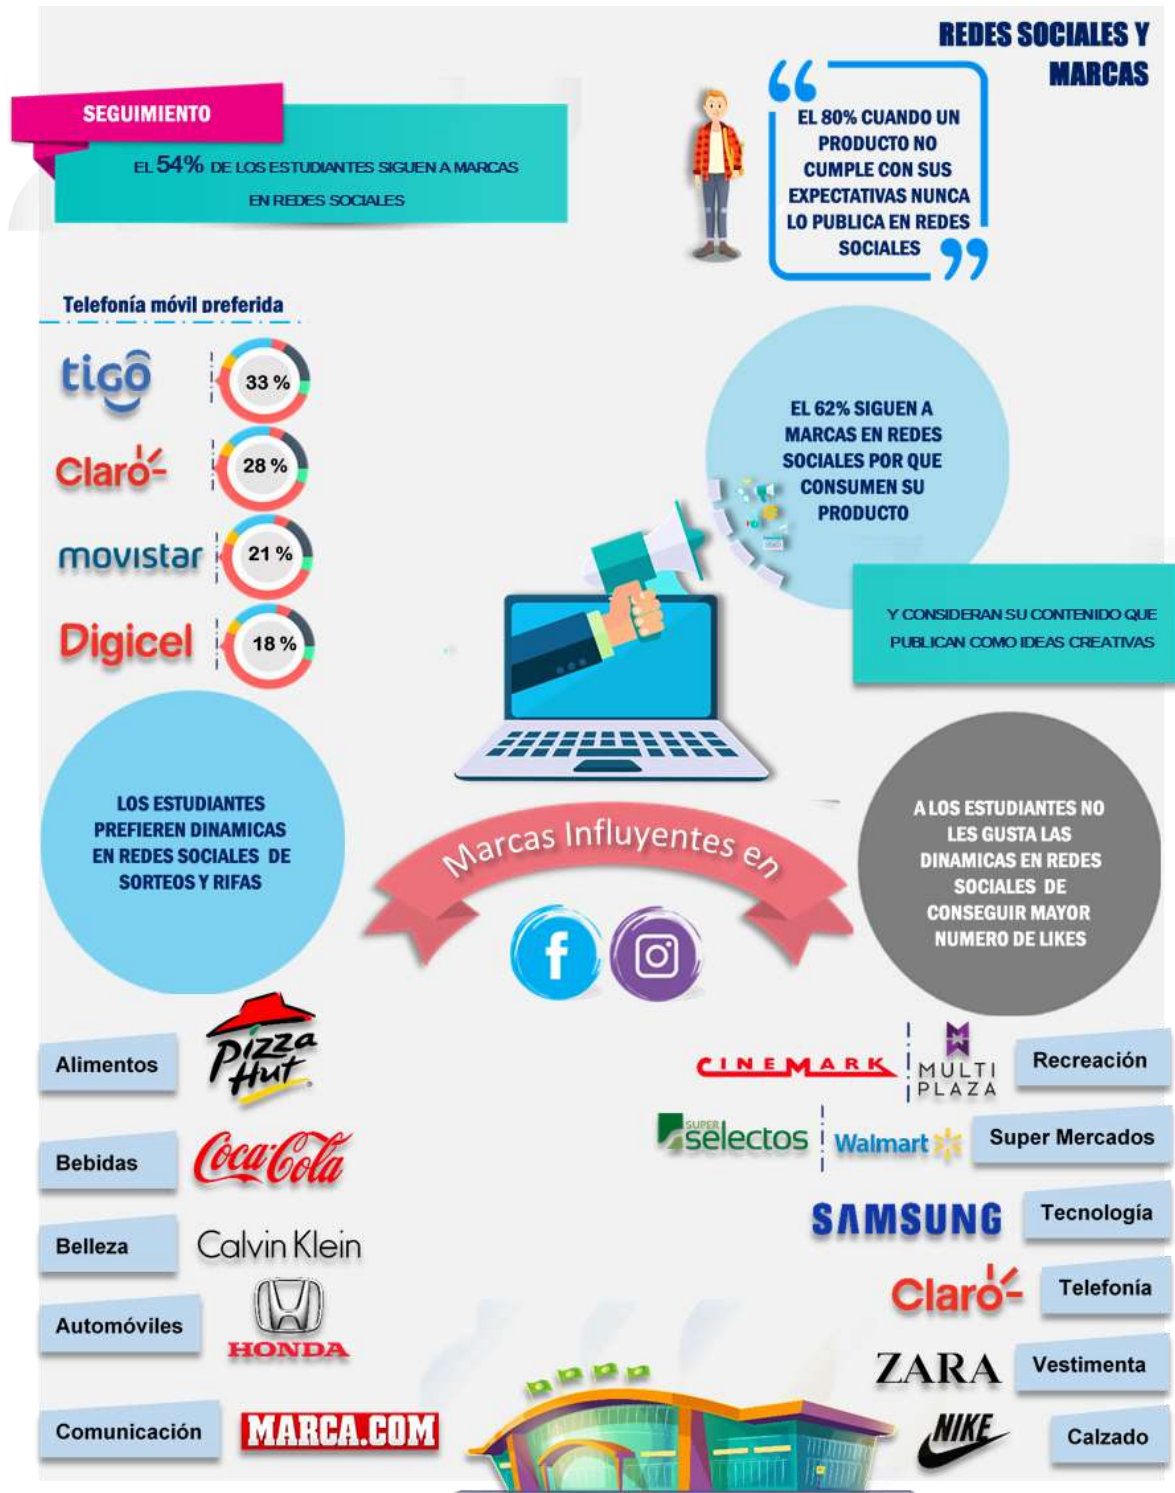 REDES SOCIALES Y
MARCAS
SEGUIMIENTO
EL 54% DE LOS ESTUDIANTES SIGUEN A MARCAS
EN REDES SOCIALES
“
EL 80% CUANDO UN
PRODUCTO NO
CUMPLE CON SUS
EXPECTATIVAS NUNCA
LO PUBLICA EN REDES
SOCIALES
”
Telefonía móvil preferida
tigo
33 %
Claro
28 %
movistar
21 %
Digicel
18 %
EL 62% SIGUEN A
MARCAS EN REDES
SOCIALES POR QUE
CONSUMEN SU
PRODUCTO
Y CONSIDERAN SU CONTENIDO QUE
PUBLICAN COMO IDEAS CREATIVAS
LOS ESTUDIANTES
PREFIEREN DINAMICAS
EN REDES SOCIALES DE
SORTEOS Y RIFAS
Marcas Influyentes en
f
A LOS ESTUDIANTES NO
LES GUSTA LAS
DINAMICAS EN REDES
SOCIALES DE
CONSEGUIR MAYOR
NUMERO DE LIKES
Alimentos
Pizza
Hut
Bebidas
Coca-Cola
Belleza
Calvin Klein
Automóviles
HONDA
Comunicación
MARCA.COM
CINEMARK
MULTI
PLAZA
Recreación
SUPER
selectos
Walmart
Super Mercados
SAMSUNG
Tecnología
Claro
Telefonía
ZARA
Vestimenta
NIKE
Calzado